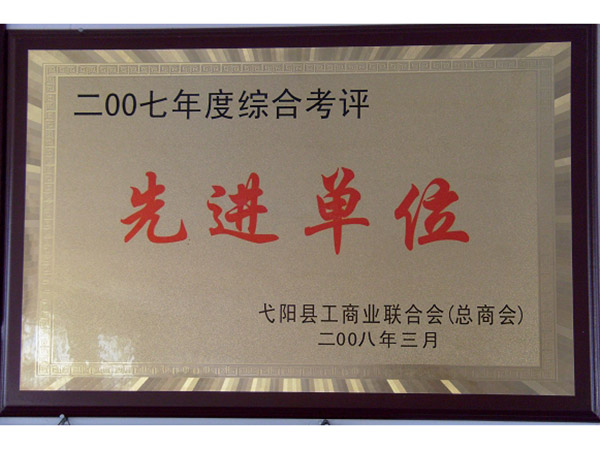 二00七年度综合考评
先进单位
弋阳县工商业联合会(总商会)
二00八年三月